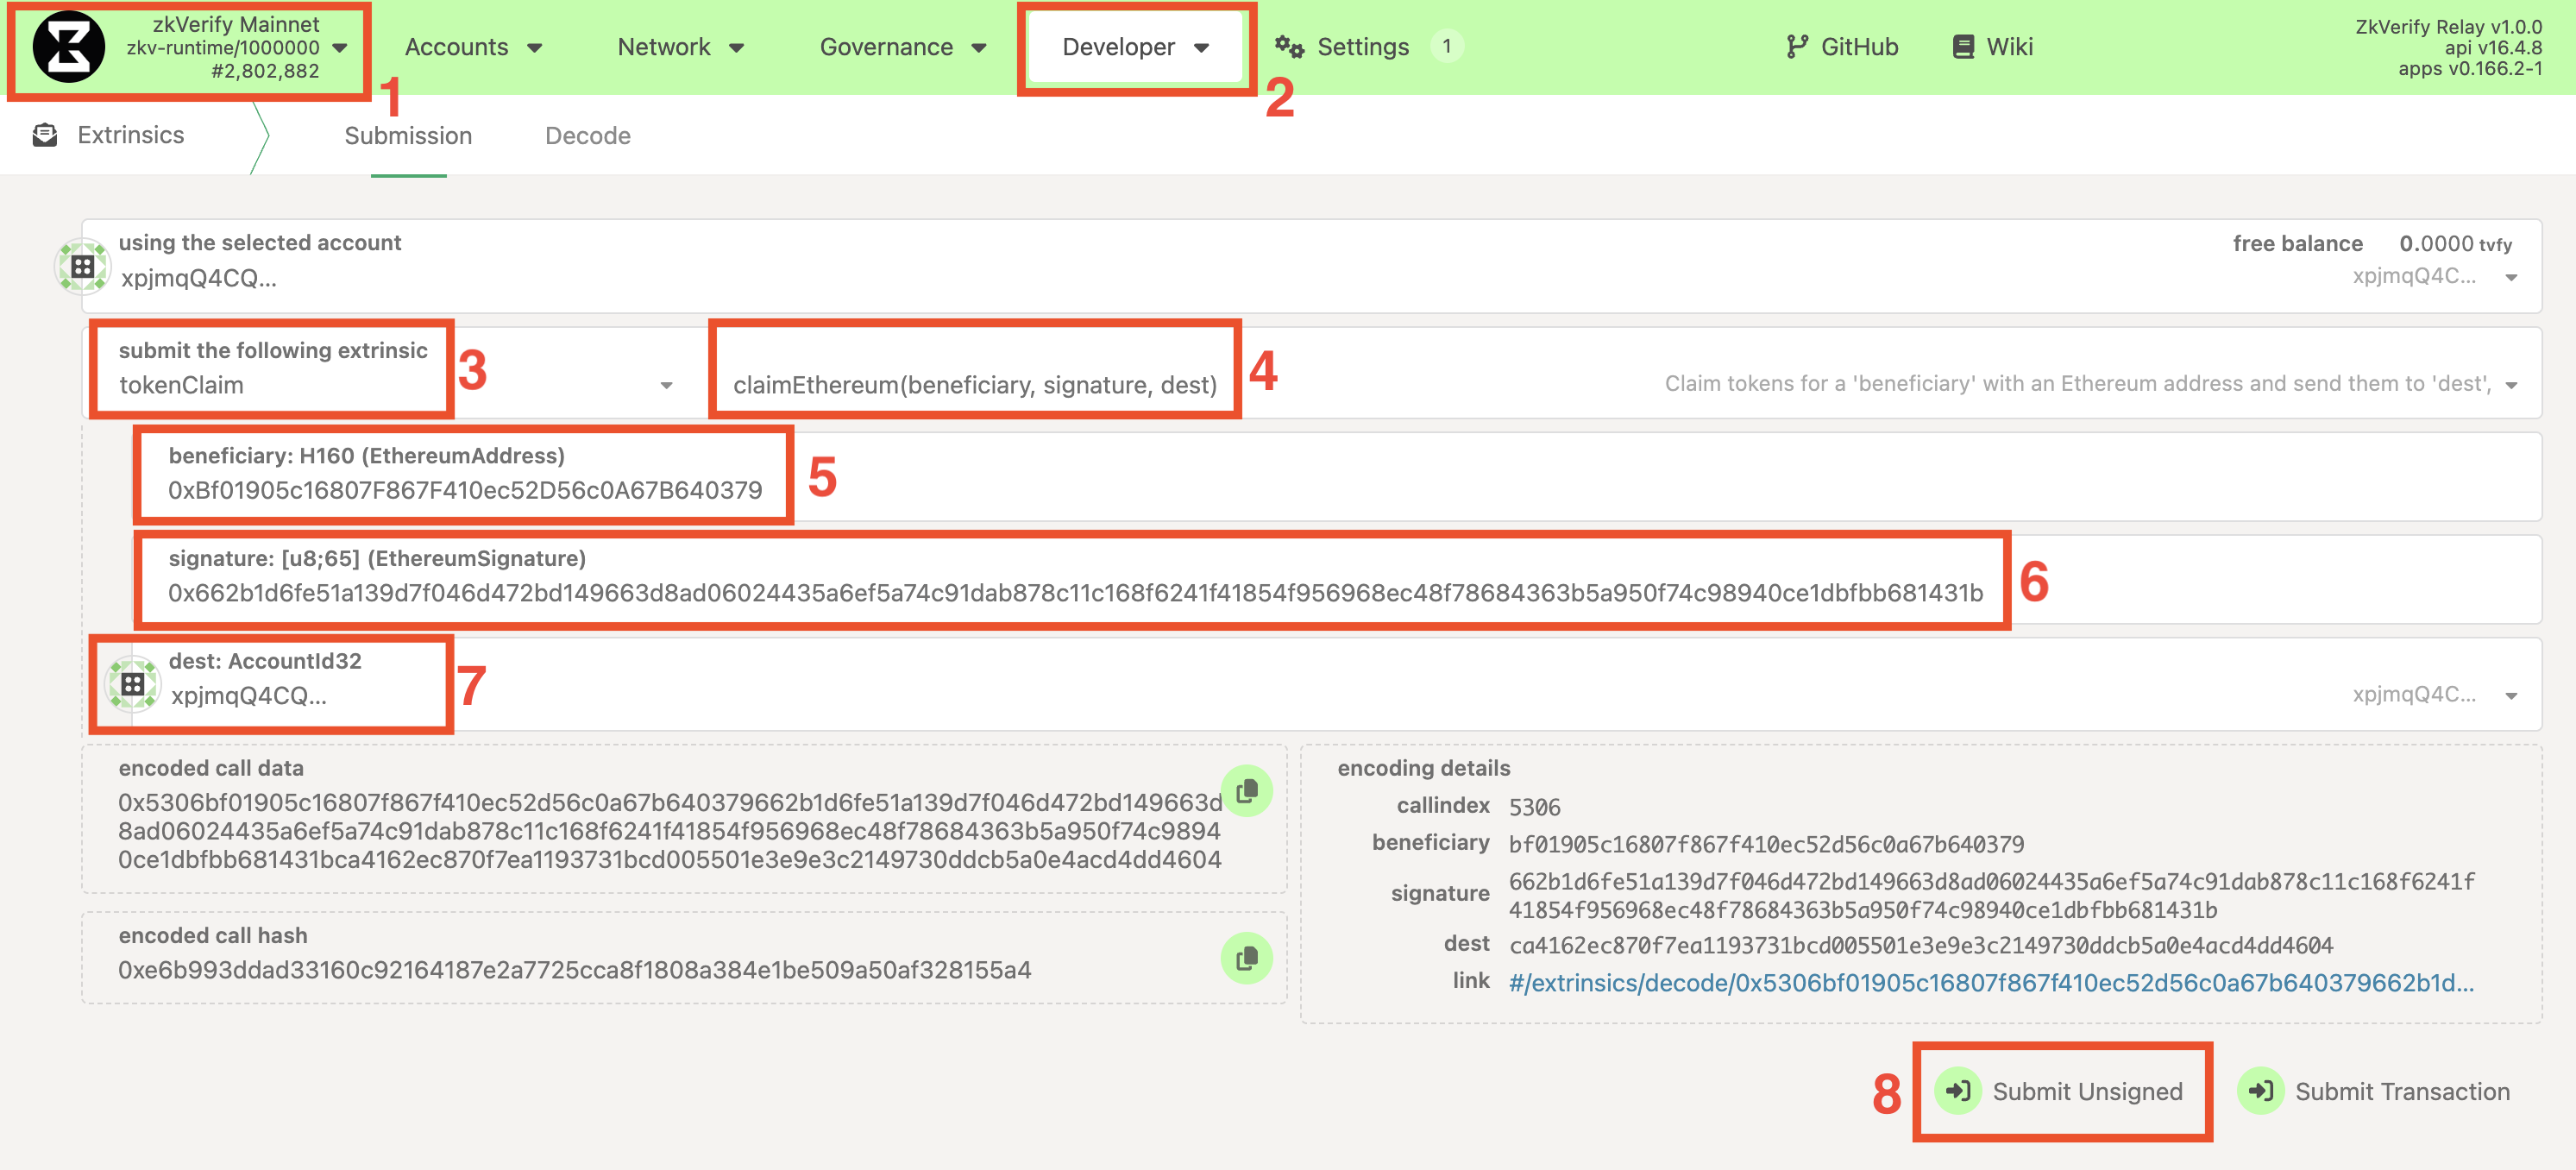 zkVerify Mainnet
zkv-runtime/1000000
#2,802,882
1
Accounts
Network
Governance
Developer
2
Settings 1
GitHub
Wiki
ZkVerify Relay v1.0.0
api v16.4.8
apps v0.166.2-1
Extrinsics
Submission
Decode
using the selected account
xpjmqQ4CQ...
free balance 0.0000 tvfy
xpjmqQ4C...
submit the following extrinsic
tokenClaim
3
claimEthereum(beneficiary, signature, dest)
4
Claim tokens for a 'beneficiary' with an Ethereum address and send them to 'dest',
beneficiary: H160 (EthereumAddress)
0xBf01905c16807F867F410ec52D56c0A67B640379
5
signature: [u8;65] (EthereumSignature)
0x662b1d6fe51a139d7f046d472bd149663d8ad06024435a6ef5a74c91dab878c11c168f6241f41854f956968ec48f78684363b5a950f74c98940ce1dbfbb681431b
6
dest: AccountId32
xpjmqQ4CQ...
7
xpjmqQ4C...
encoded call data
0x5306bf01905c16807f867f410ec52d56c0a67b640379662b1d6fe51a139d7f046d472bd149663d
8ad06024435a6ef5a74c91dab878c11c168f6241f41854f956968ec48f78684363b5a950f74c9894
0ce1dbfbb681431bca4162ec870f7ea1193731bcd005501e3e9e3c2149730ddcb5a0e4acd4dd4604
encoded call hash
0xe6b993ddad33160c92164187e2a7725cca8f1808a384e1be509a50af328155a4
encoding details
callindex 5306
beneficiary bf01905c16807f867f410ec52d56c0a67b640379
signature 662b1d6fe51a139d7f046d472bd149663d8ad06024435a6ef5a74c91dab878c11c168f6241f
41854f956968ec48f78684363b5a950f74c98940ce1dbfbb681431b
dest ca4162ec870f7ea1193731bcd005501e3e9e3c2149730ddcb5a0e4acd4dd4604
link #/extrinsics/decode/0x5306bf01905c16807f867f410ec52d56c0a67b640379662b1d...
8
Submit Unsigned
Submit Transaction